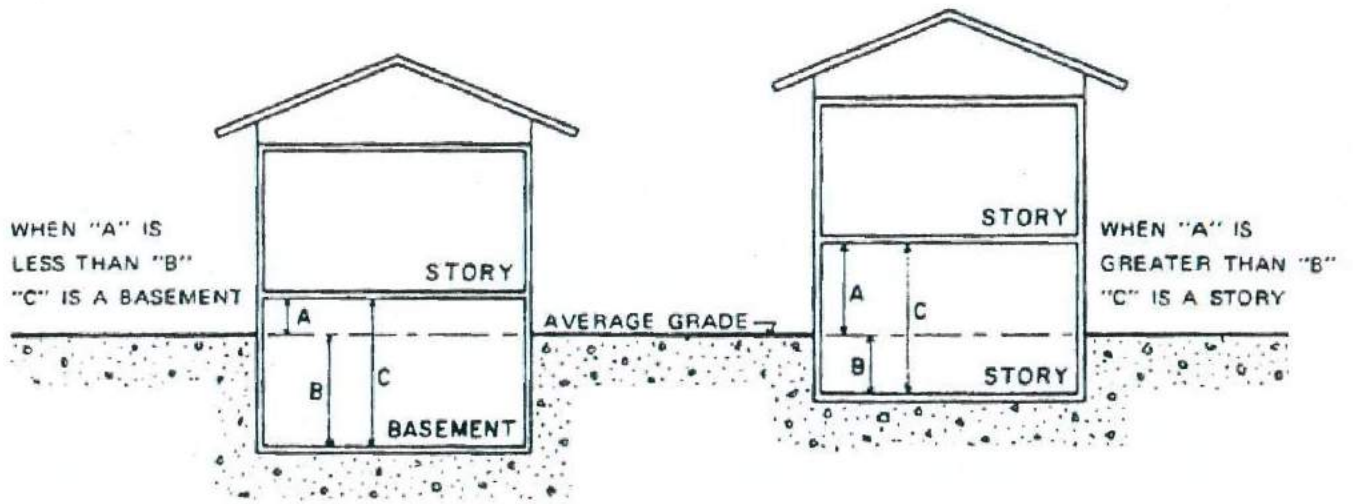 WHEN "A" IS
LESS THAN "B"
"C" IS A BASEMENT
STORY
A
B
C
BASEMENT
AVERAGE GRADE
STORY
A
C
B
STORY
WHEN "A" IS
GREATER THAN "B"
"C" IS A STORY